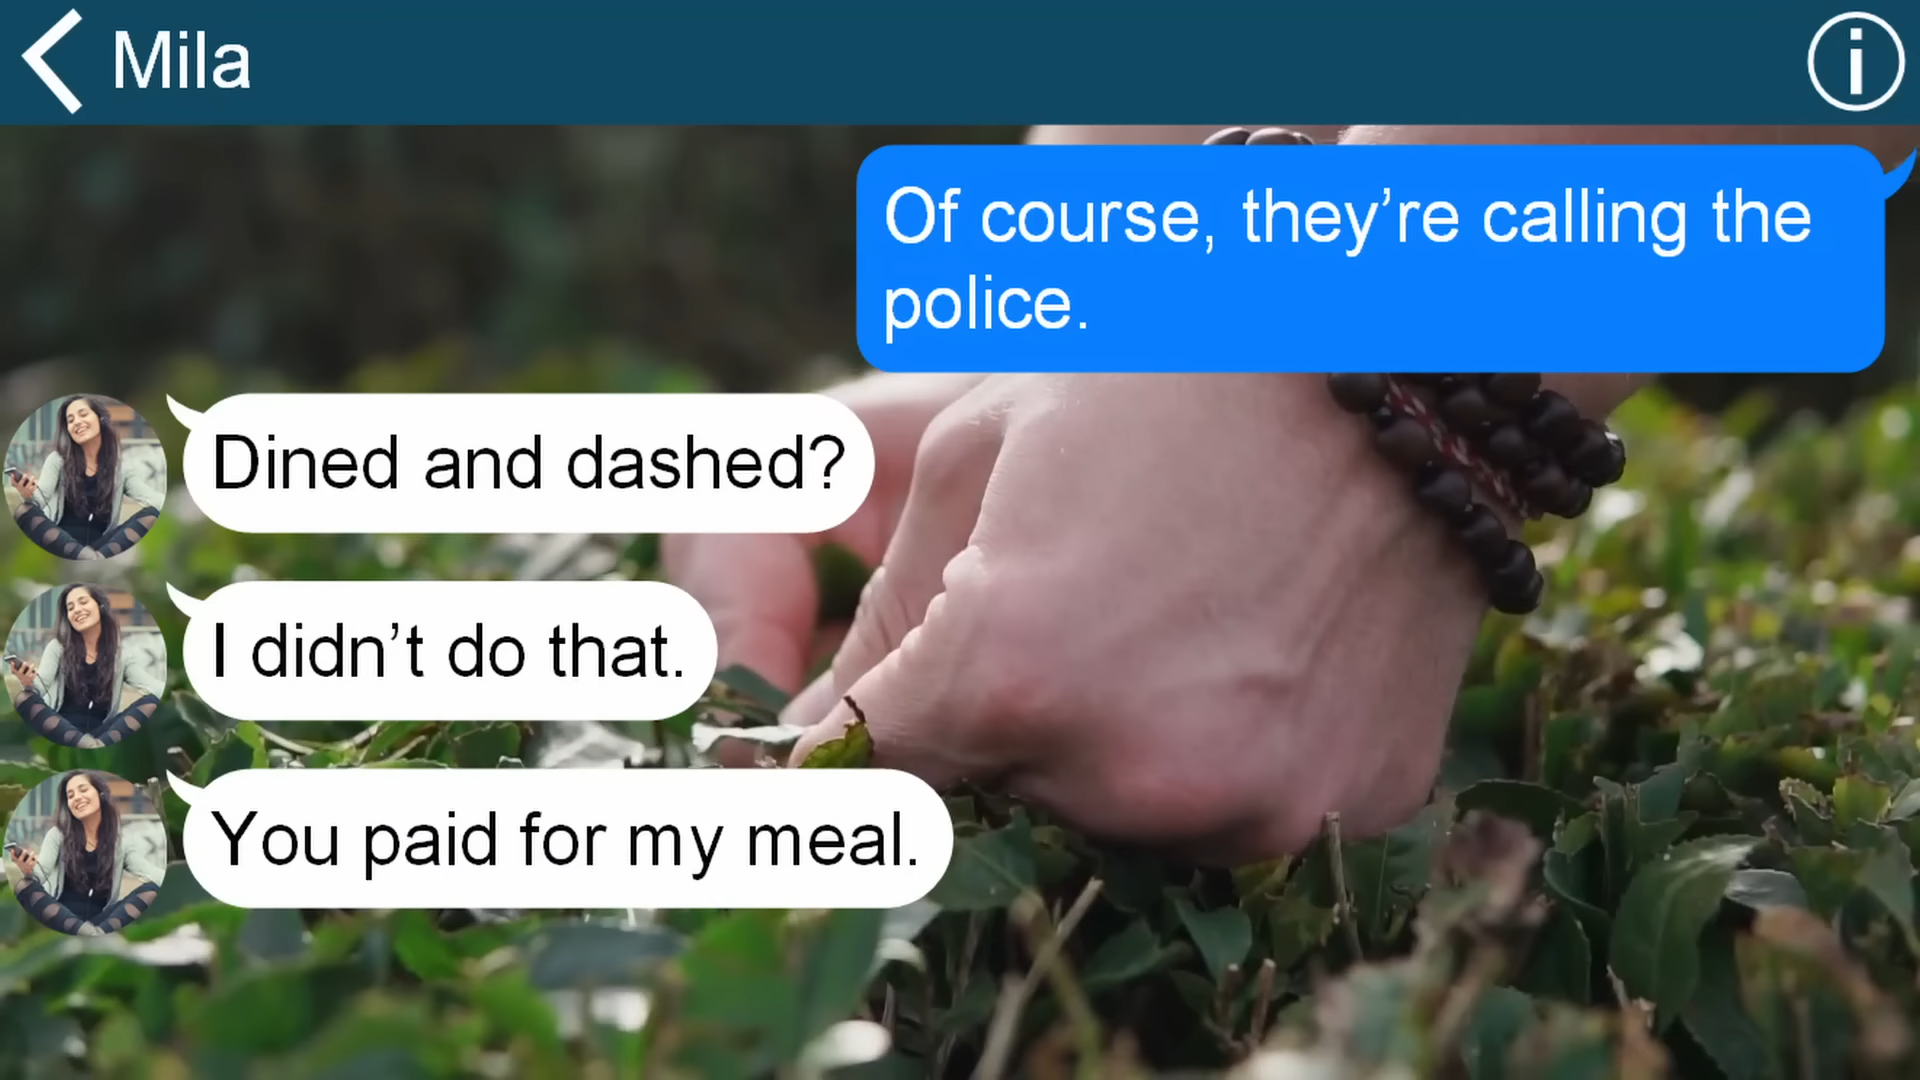 Mila
Of course, they’re calling the
police.
Dined and dashed?
I didn’t do that.
You paid for my meal.